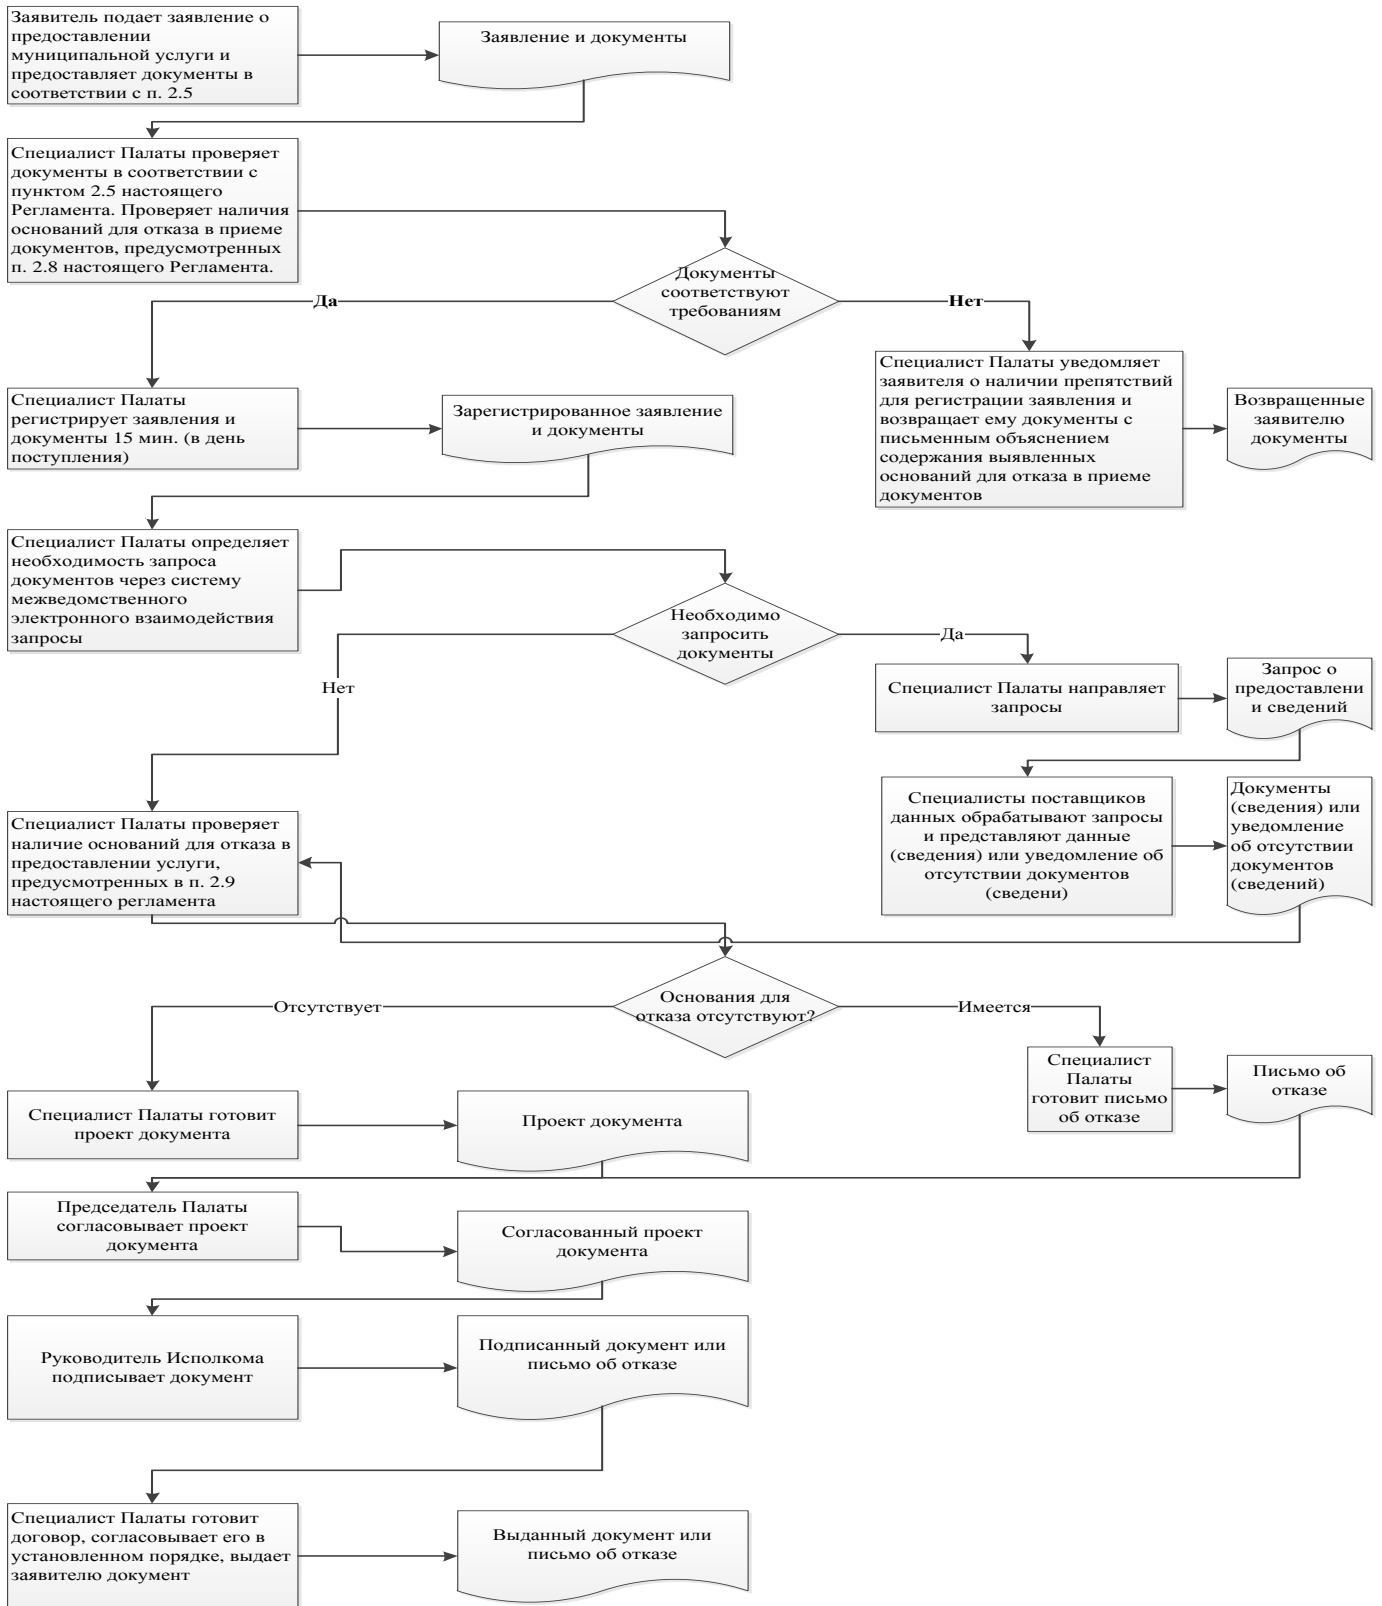 Заявитель подает заявление о
предоставлении
муниципальной услуги и
предоставляет документы в
соответствии с п. 2.5
Заявление и документы
Специалист Палаты проверяет
документы в соответствии с
пунктом 2.5 настоящего
Регламента. Проверяет наличия
оснований для отказа в приеме
документов, предусмотренных
п. 2.8 настоящего Регламента.
Документы
соответствуют
требованиям
Да
Нет
Специалист Палаты
регистрирует заявления и
документы 15 мин. (в день
поступления)
Зарегистрированное заявление
и документы
Специалист Палаты уведомляет
заявителя о наличии препятствий
для регистрации заявления и
возвращает ему документы с
письменным объяснением
содержания выявленных
оснований для отказа в приеме
документов
Возвращенные
заявителю
документы
Специалист Палаты определяет
необходимость запроса
документов через систему
межведомственного
электронного взаимодействия
запросы
Необходимо
запросить
документы
Да
Нет
Специалист Палаты направляет
запросы
Запрос о
предоставлени
и сведений
Специалисты поставщиков
данных обрабатывают запросы
и представляют данные
(сведения) или уведомление об
отсутствии документов
(сведени)
Документы
(сведения) или
уведомление
об отсутствии
документов
(сведений)
Специалист Палаты проверяет
наличие оснований для отказа в
предоставлении услуги,
предусмотренных в п. 2.9
настоящего регламента
Основания для
отказа отсутствуют?
Отсутствует
Имеется
Специалист Палаты готовит
проект документа
Проект документа
Специалист
Палаты
готовит письмо
об отказе
Письмо об
отказе
Председатель Палаты
согласовывает проект
документа
Согласованный проект
документа
Руководитель Исполкома
подписывает документ
Подписанный документ или
письмо об отказе
Специалист Палаты готовит
договор, согласовывает его в
установленном порядке, выдает
заявителю документ
Выданный документ или
письмо об отказе